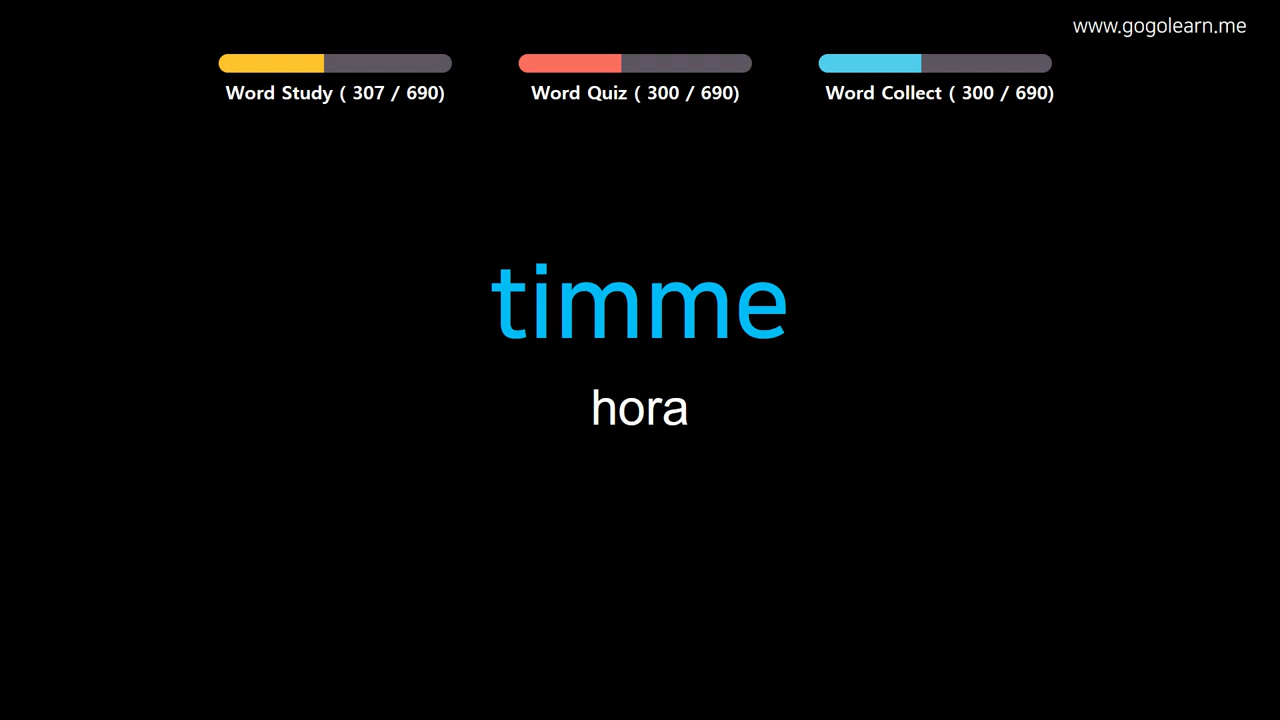 www.gogolearn.me
Word Study ( 307 / 690)
Word Quiz ( 300 / 690)
Word Collect ( 300 / 690)
timme
hora